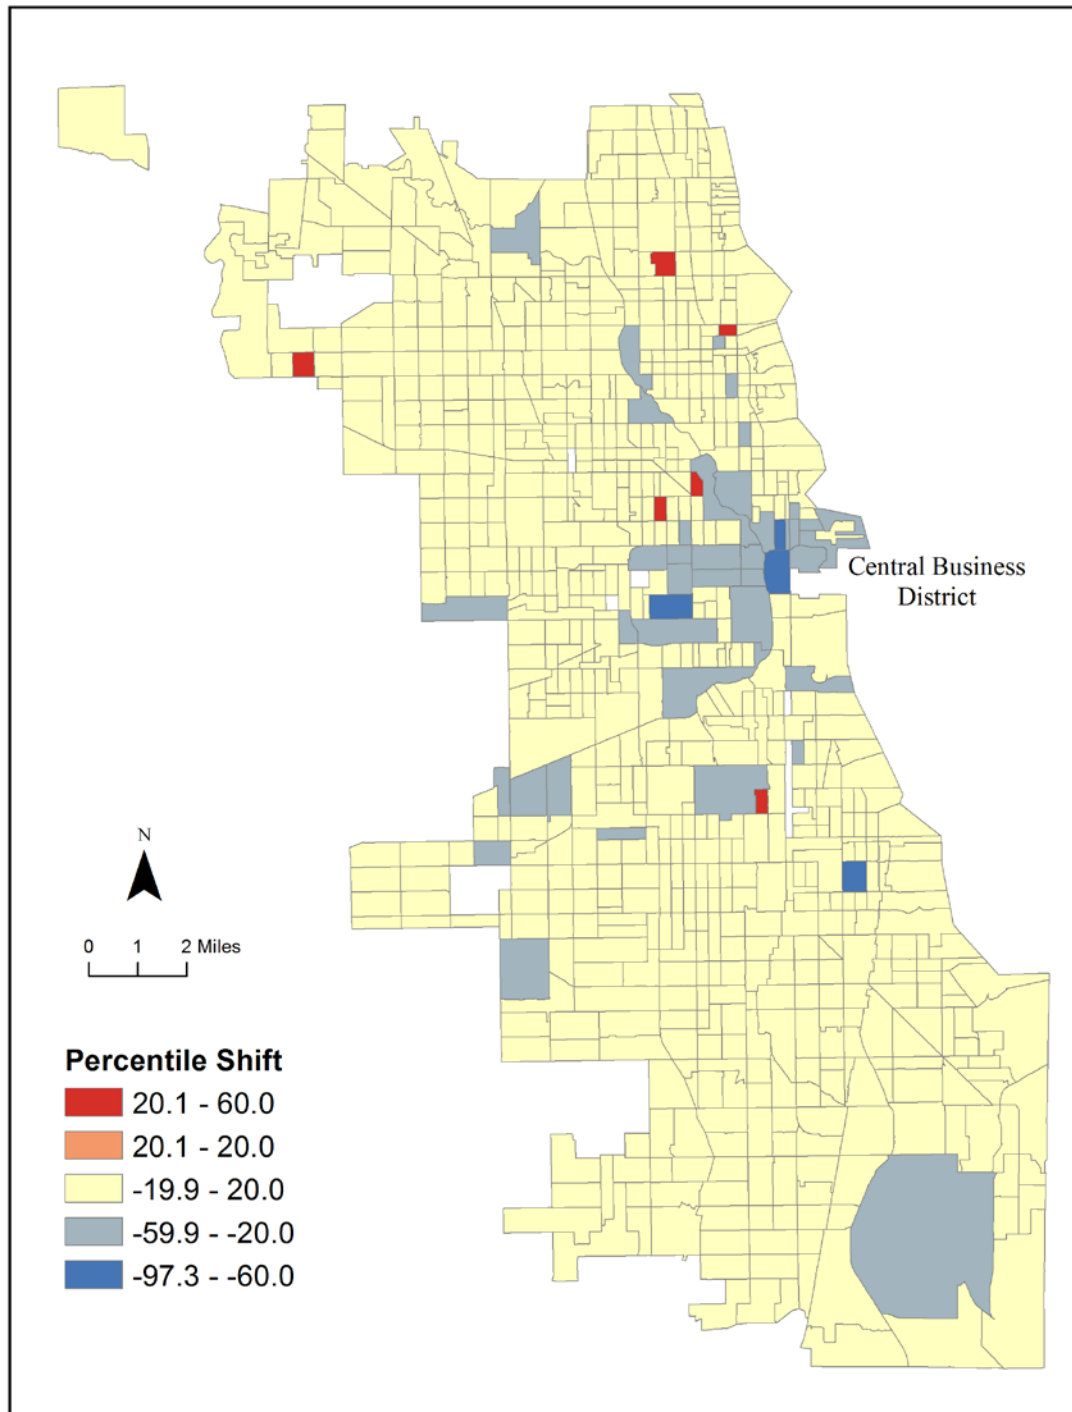 Central Business
District
N
0 1 2 Miles
Percentile Shift
20.1 - 60.0
20.1 - 20.0
-19.9 - 20.0
-59.9 - -20.0
-97.3 - -60.0